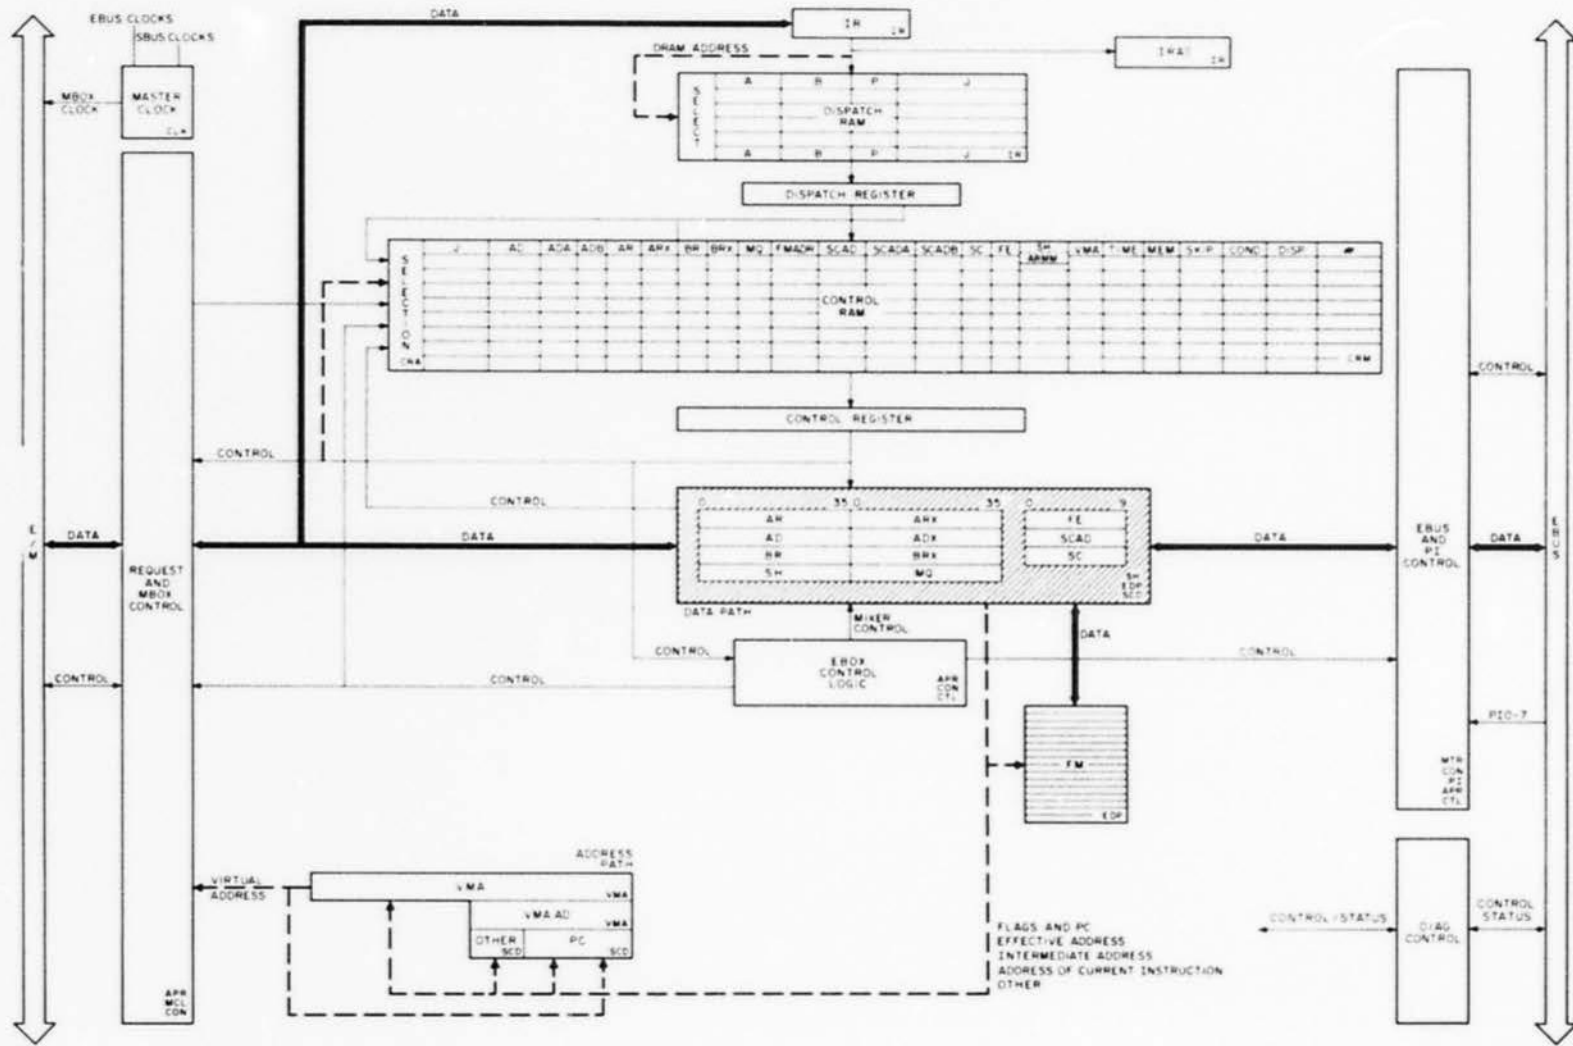 EBUS CLOCKS
SBUS CLOCKS
MBOX
CLOCK
MASTER
CLOCK
CLK
DATA
IR
IR
DRAM ADDRESS
IR
SELECT
A B P J
DISPATCH
RAM
A B P J IR
DISPATCH REGISTER
SELECTION
J AD ADA ADB AR ARX BR BRX MQ FMADR SCAD SCADA SCADB SC FE SH ARMM VMA TIME MEM SKIP COND DISP #
CONTROL
RAM
CRA
CRM
CONTROL
CONTROL REGISTER
CONTROL
CONTROL
0 35 0 35 0 9
AR ARX FE
AD ADX SCAD
BR BRX SC
SH MQ
SH
EDP
SCD
DATA PATH
E/M
DATA
DATA
DATA
DATA
EBUS
REQUEST
AND
MBOX
CONTROL
EBUS
AND
PI
CONTROL
MIXER
CONTROL
DATA
CONTROL
CONTROL
CONTROL
CONTROL
EBOX
CONTROL
LOGIC
APR
CON
CTL
PI0-7
FM
EDP
MTR
CON
PI
APR
CTL
ADDRESS
PATH
VIRTUAL
ADDRESS
VMA
VMA
VMA AD
VMA
OTHER
SCD
PC
SCD
FLAGS AND PC
EFFECTIVE ADDRESS
INTERMEDIATE ADDRESS
ADDRESS OF CURRENT INSTRUCTION
OTHER
CONTROL/STATUS
DIAG
CONTROL
CONTROL
STATUS
APR
MCL
CON